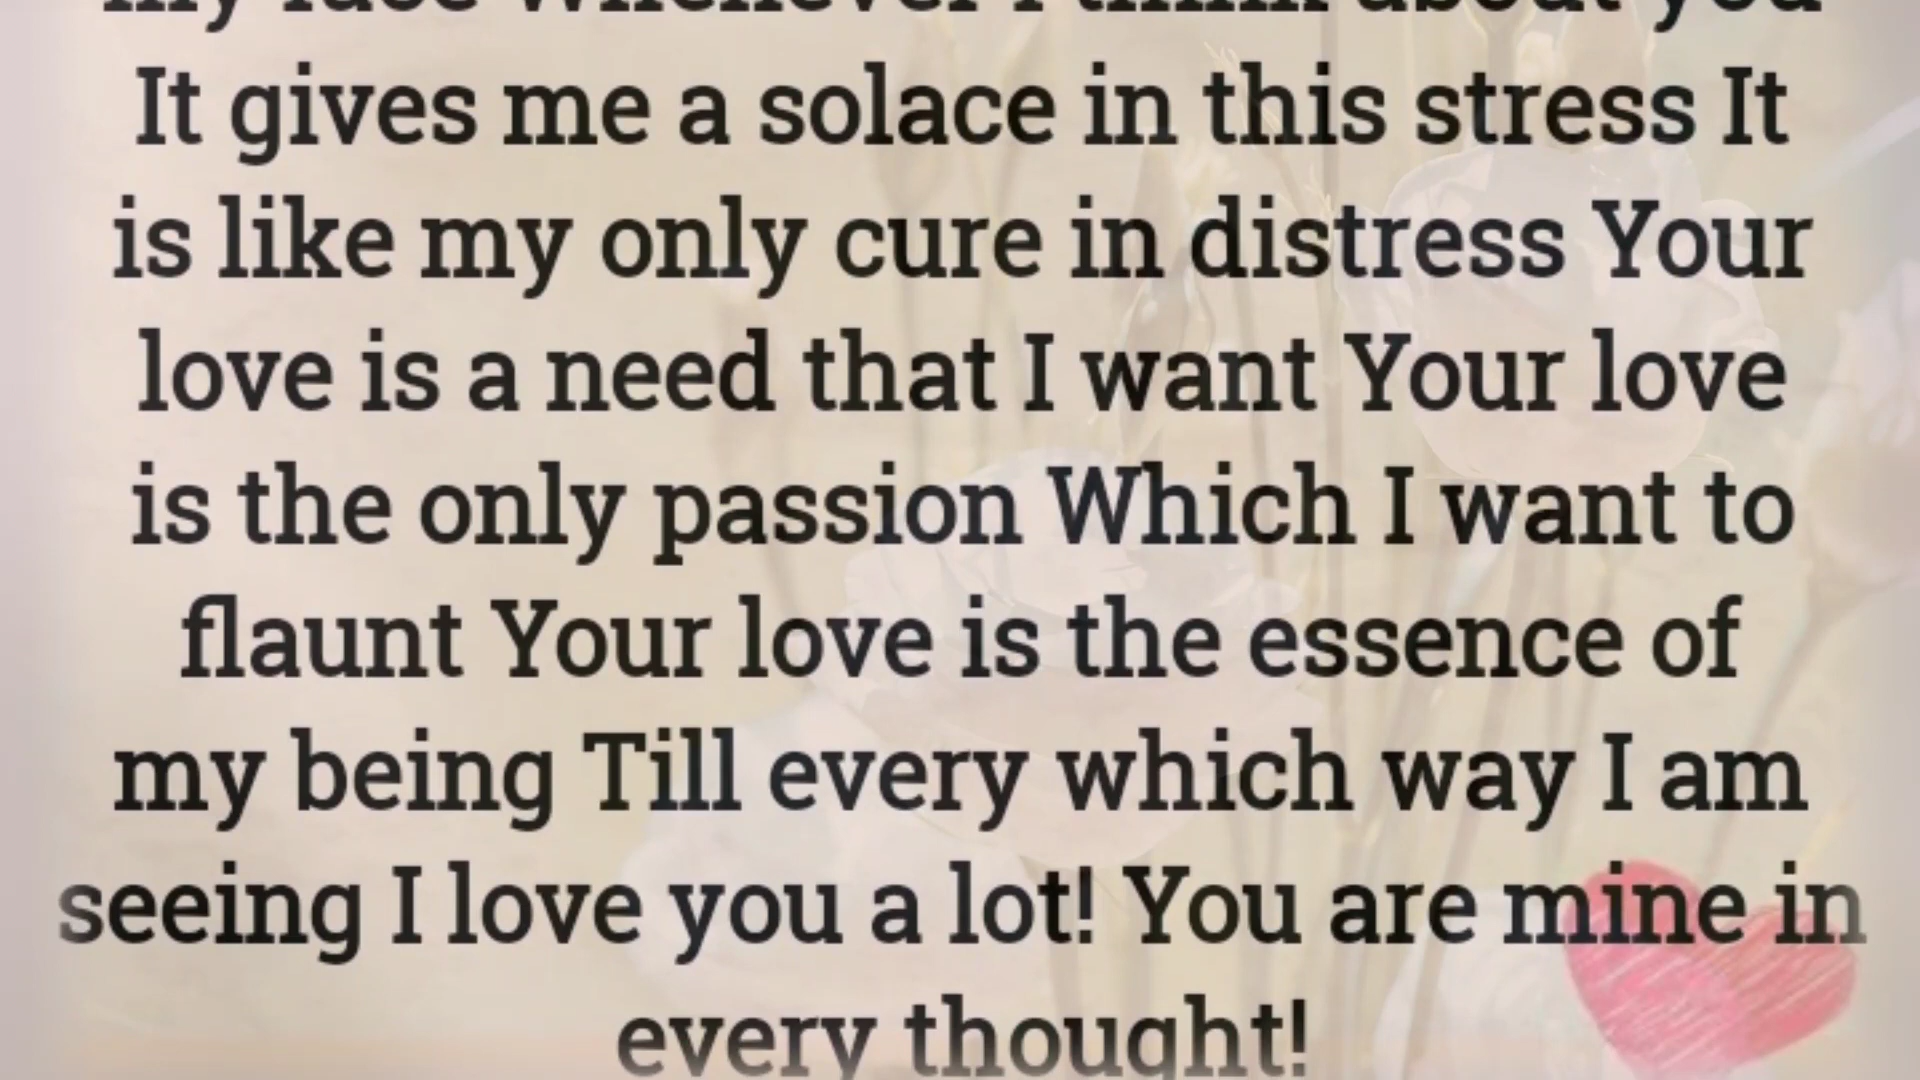 my face whenever I think about you
It gives me a solace in this stress It
is like my only cure in distress Your
love is a need that I want Your love
is the only passion Which I want to
flaunt Your love is the essence of
my being Till every which way I am
seeing I love you a lot! You are mine in
every thought!